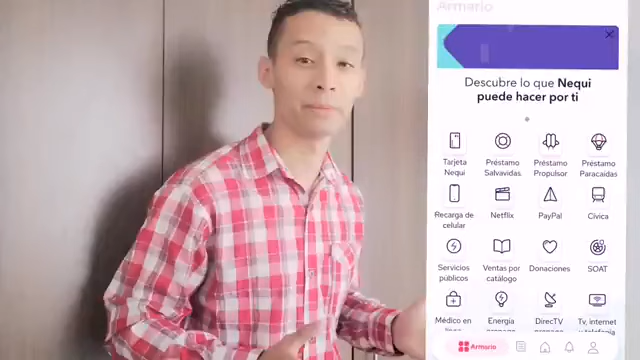 Armario
Descubre lo que Nequi
puede hacer por ti
Tarjeta
Nequi
Préstamo
Salvavidas
Préstamo
Propulsor
Préstamo
Paracaídas
Recarga de
celular
Netflix
PayPal
Cívica
Servicios
públicos
Ventas por
catálogo
Donaciones
SOAT
Médico en
Energía
DirecTV
Tv, internet
Armario